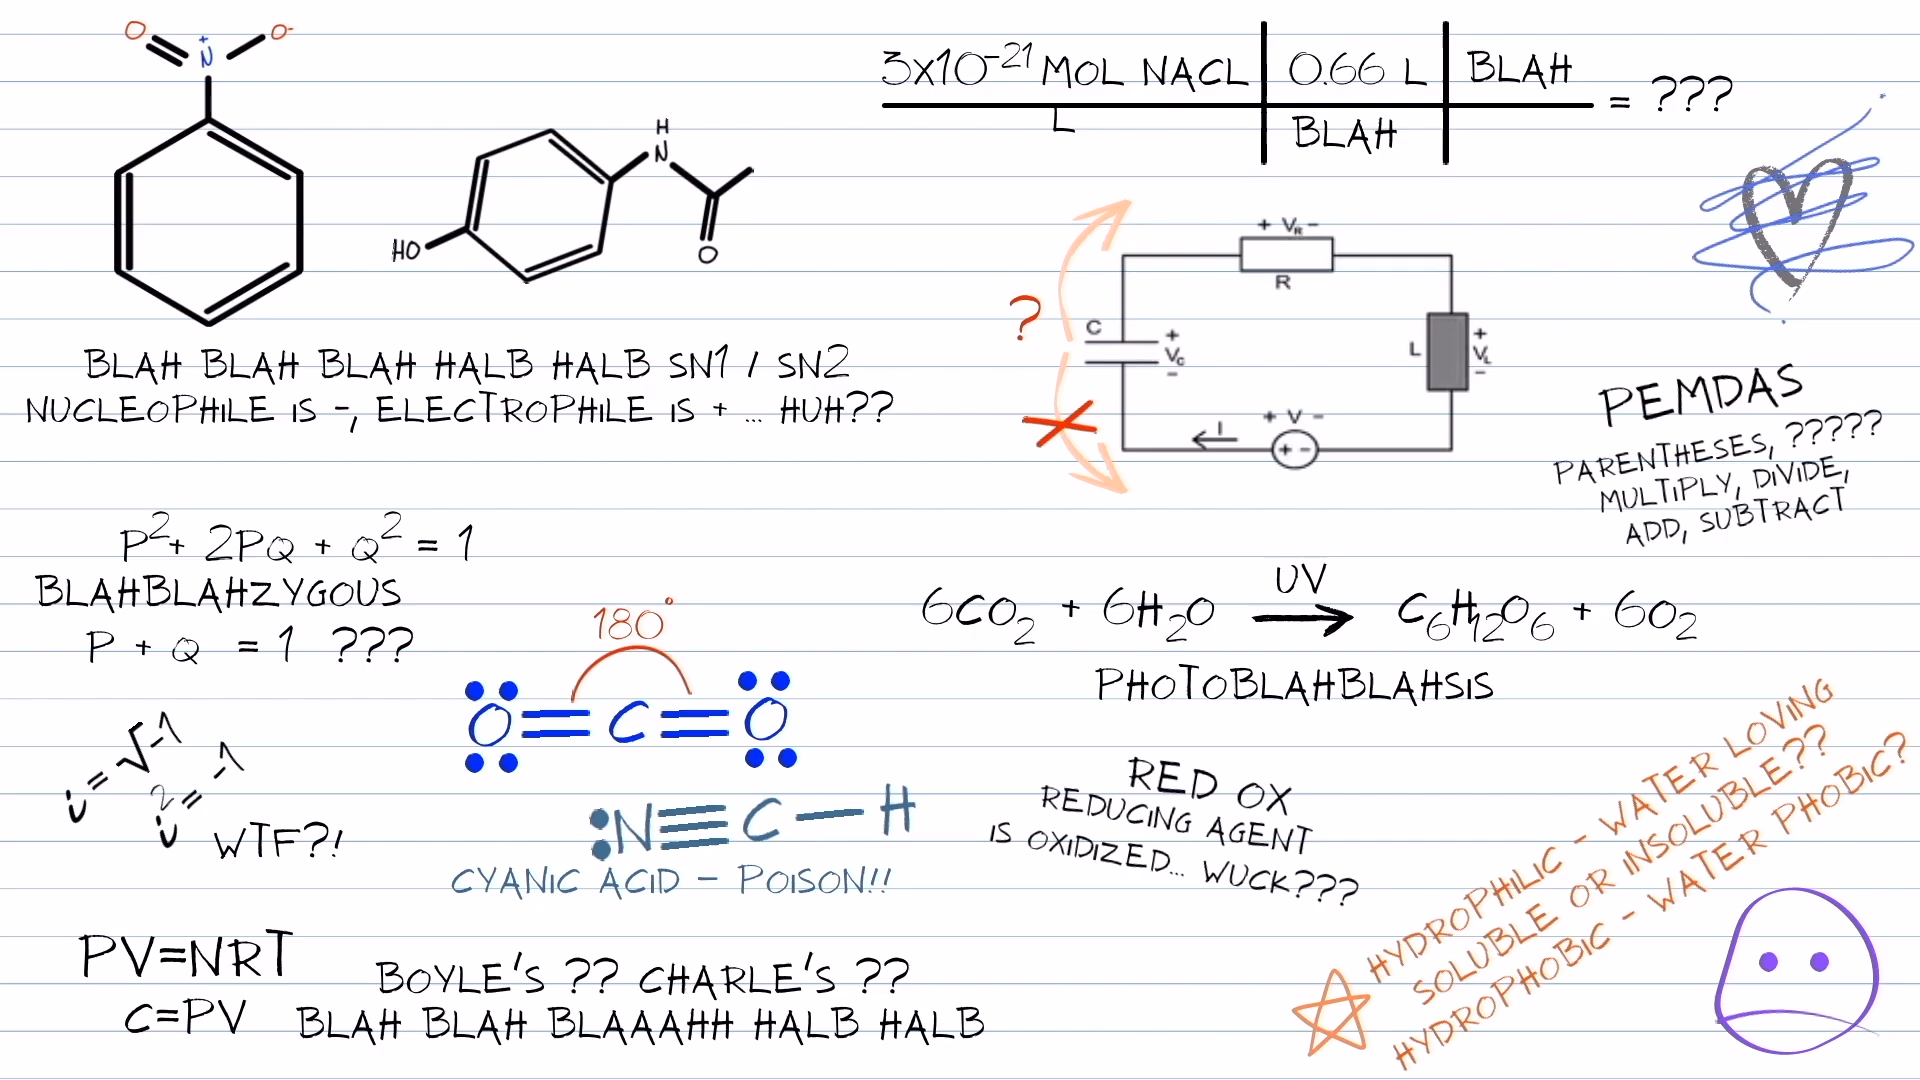 O N+ O-
H
N
HO
O
BLAH BLAH BLAH HALB HALB SN1 / SN2
NUCLEOPHILE IS -, ELECTROPHILE IS + ... HUH??
3x10⁻²¹ MOL NACL 0.66 L BLAH = ???
L BLAH
+ VR -
R
?
C + VC -
L + VL -
+ V -
I
+ -
PEMDAS
PARENTHESES, ?????
MULTIPLY, DIVIDE,
ADD, SUBTRACT
P² + 2PQ + Q² = 1
BLAHBLAHZYGOUS
P + Q = 1 ???
6CO₂ + 6H₂O UV → C₆H₁₂O₆ + 6O₂
PHOTOBLAHBLAHSIS
180°
O = C = O
i = √-1
i² = -1
WTF?!
:N≡C-H
CYANIC ACID - POISON!!
RED OX
REDUCING AGENT
IS OXIDIZED... WUCK???
HYDROPHILIC - WATER LOVING
SOLUBLE OR INSOLUBLE??
HYDROPHOBIC - WATER PHOBIC?
PV=NRT
C=PV
BOYLE'S ?? CHARLE'S ??
BLAH BLAH BLAAAHH HALB HALB